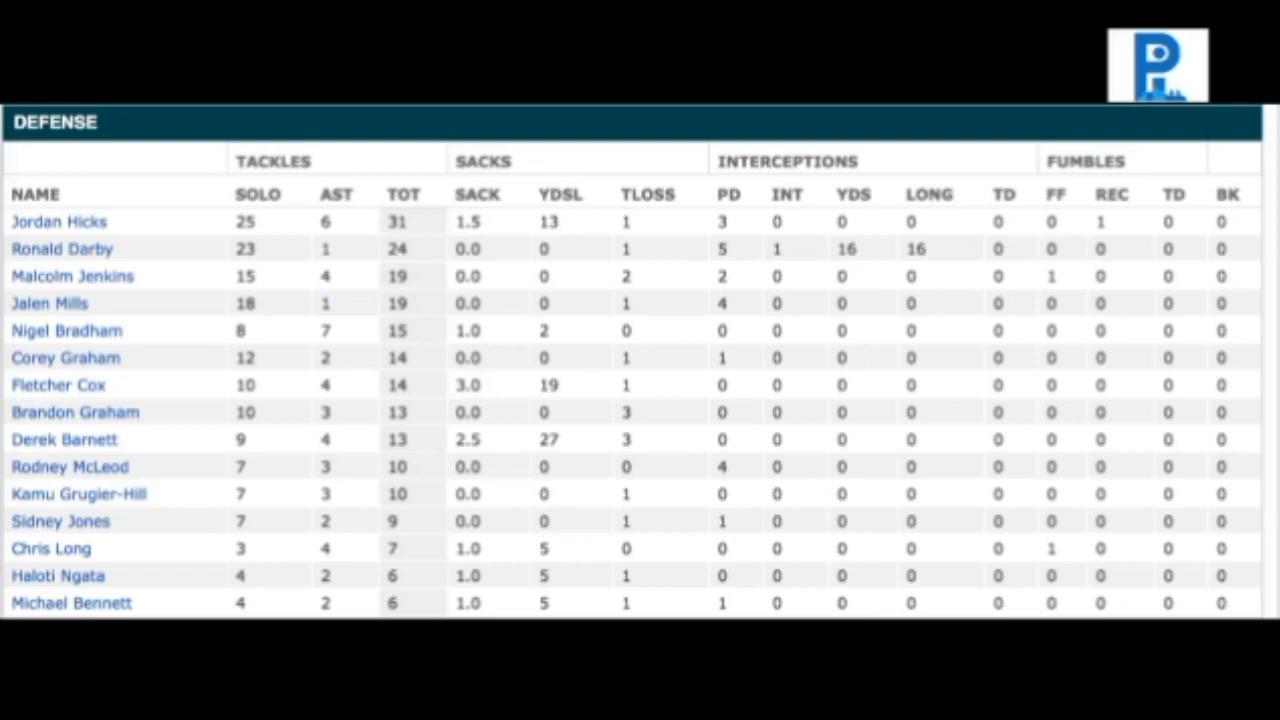 P
DEFENSE
TACKLES SACKS INTERCEPTIONS FUMBLES
NAME SOLO AST TOT SACK YDSL TLOSS PD INT YDS LONG TD FF REC TD BK
Jordan Hicks 25 6 31 1.5 13 1 3 0 0 0 0 0 1 0 0
Ronald Darby 23 1 24 0.0 0 1 5 1 16 16 0 0 0 0 0
Malcolm Jenkins 15 4 19 0.0 0 2 2 0 0 0 0 1 0 0 0
Jalen Mills 18 1 19 0.0 0 1 4 0 0 0 0 0 0 0 0
Nigel Bradham 8 7 15 1.0 2 0 0 0 0 0 0 0 0 0 0
Corey Graham 12 2 14 0.0 0 1 1 0 0 0 0 0 0 0 0
Fletcher Cox 10 4 14 3.0 19 1 0 0 0 0 0 0 0 0 0
Brandon Graham 10 3 13 0.0 0 3 0 0 0 0 0 0 0 0 0
Derek Barnett 9 4 13 2.5 27 3 0 0 0 0 0 0 0 0 0
Rodney McLeod 7 3 10 0.0 0 0 4 0 0 0 0 0 0 0 0
Kamu Grugier-Hill 7 3 10 0.0 0 1 0 0 0 0 0 0 0 0 0
Sidney Jones 7 2 9 0.0 0 1 1 0 0 0 0 0 0 0 0
Chris Long 3 4 7 1.0 5 0 0 0 0 0 0 1 0 0 0
Haloti Ngata 4 2 6 1.0 5 1 0 0 0 0 0 0 0 0 0
Michael Bennett 4 2 6 1.0 5 1 1 0 0 0 0 0 0 0 0